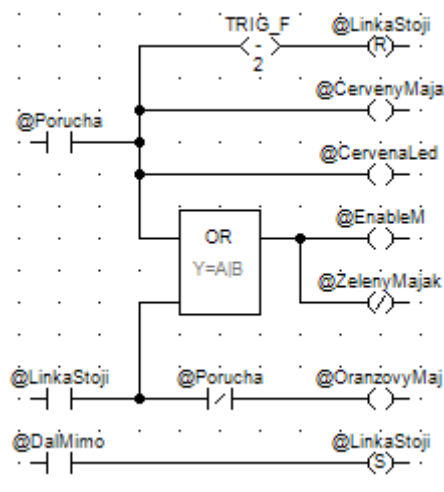 TRIG_F @LinkaStoji
2 (R)
@CervenyMaja
@Porucha
@CervenaLed
OR @EnableM
Y=A|B
@ZelenyMajak
@LinkaStoji @Porucha @OranzovyMaj
@DalMimo @LinkaStoji
(S)